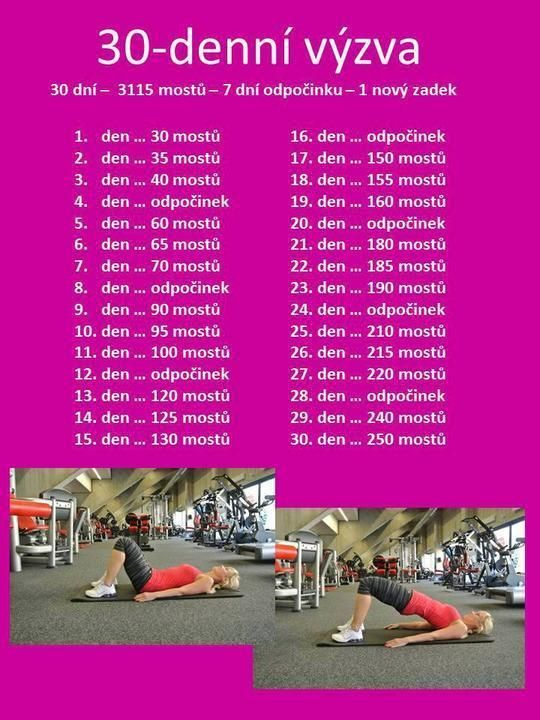 30-denní výzva
30 dní – 3115 mostů – 7 dní odpočinku – 1 nový zadek
1. den ... 30 mostů
2. den ... 35 mostů
3. den ... 40 mostů
4. den ... odpočinek
5. den ... 60 mostů
6. den ... 65 mostů
7. den ... 70 mostů
8. den ... odpočinek
9. den ... 90 mostů
10. den ... 95 mostů
11. den ... 100 mostů
12. den ... odpočinek
13. den ... 120 mostů
14. den ... 125 mostů
15. den ... 130 mostů
16. den ... odpočinek
17. den ... 150 mostů
18. den ... 155 mostů
19. den ... 160 mostů
20. den ... odpočinek
21. den ... 180 mostů
22. den ... 185 mostů
23. den ... 190 mostů
24. den ... odpočinek
25. den ... 210 mostů
26. den ... 215 mostů
27. den ... 220 mostů
28. den ... odpočinek
29. den ... 240 mostů
30. den ... 250 mostů